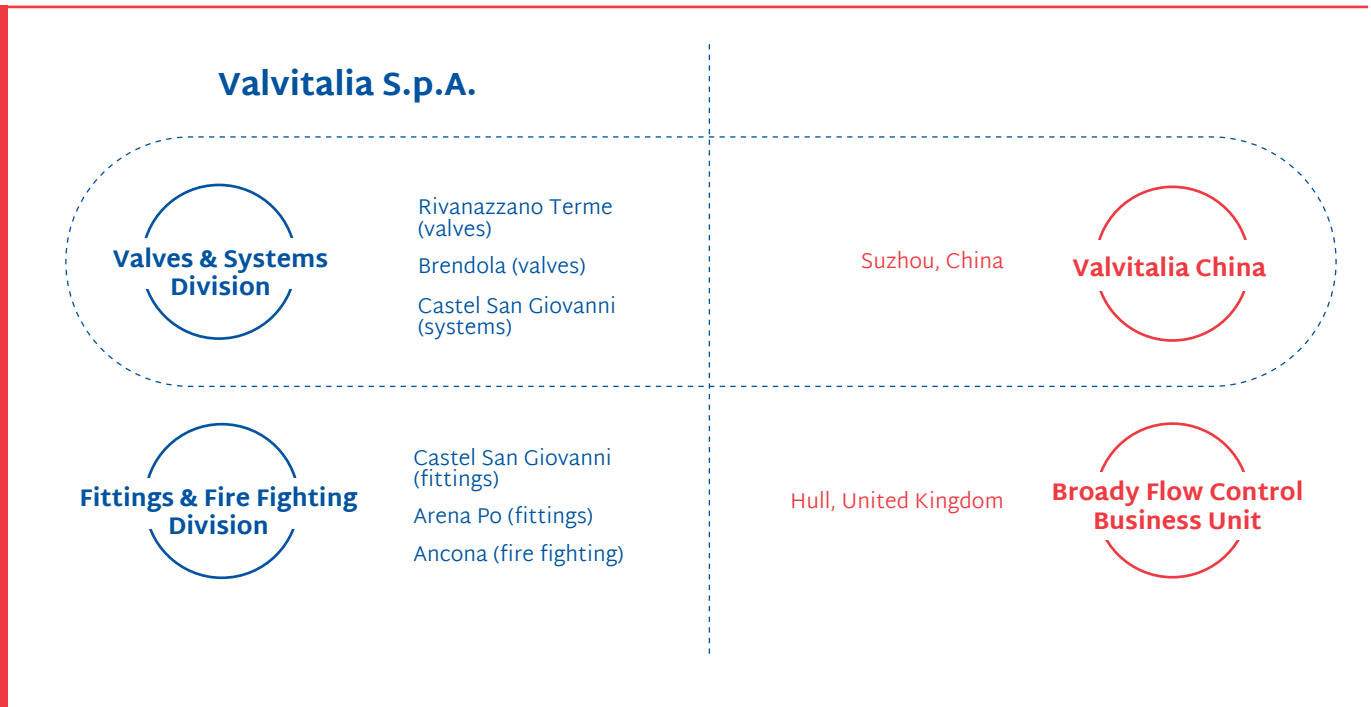 Valvitalia S.p.A.
Valves & Systems
Division
Rivanazzano Terme
(valves)
Brendola (valves)
Castel San Giovanni
(systems)
Suzhou, China
Valvitalia China
Fittings & Fire Fighting
Division
Castel San Giovanni
(fittings)
Arena Po (fittings)
Ancona (fire fighting)
Hull, United Kingdom
Broady Flow Control
Business Unit